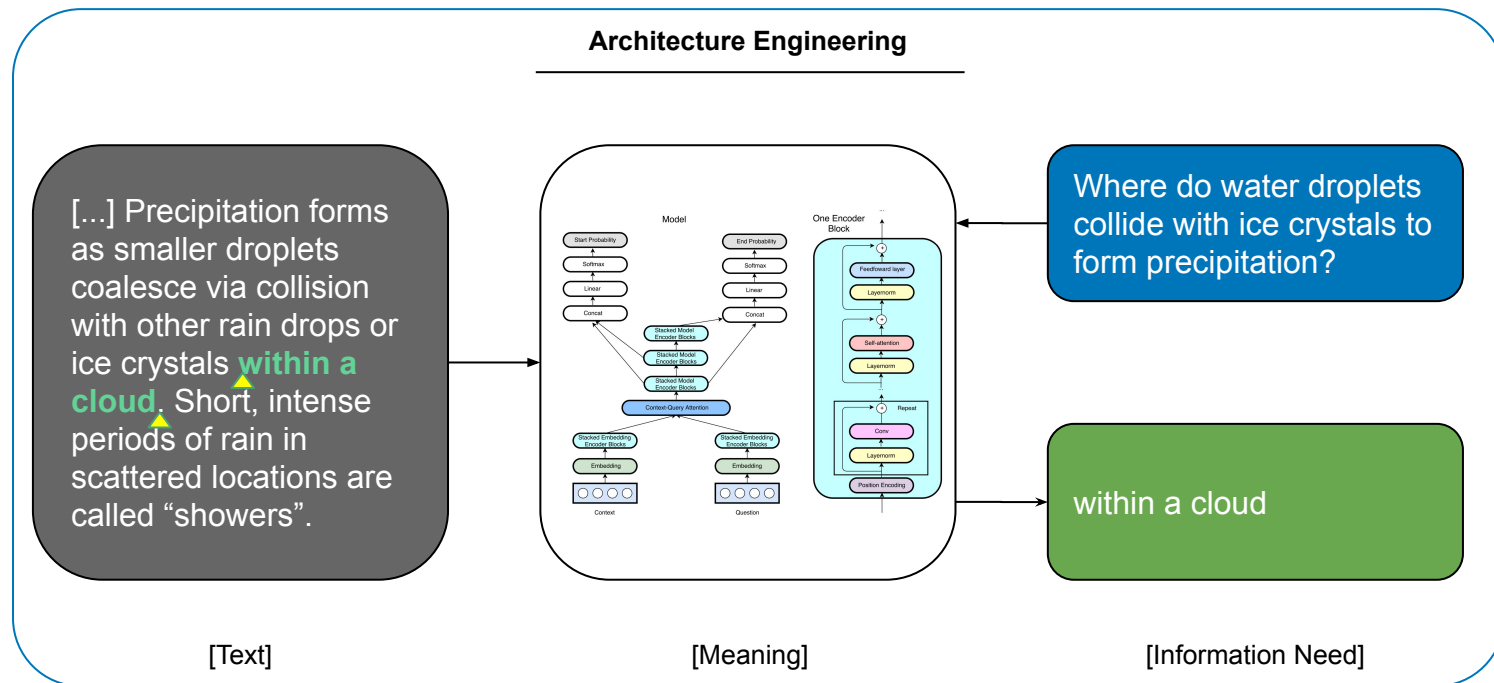 Architecture Engineering
[...] Precipitation forms
as smaller droplets
coalesce via collision
with other rain drops or
ice crystals within a
cloud. Short, intense
periods of rain in
scattered locations are
called “showers”.
[Text]
Model
Start Probability
Softmax
Linear
Concat
End Probability
Softmax
Linear
Concat
Stacked Model
Encoder Blocks
Stacked Model
Encoder Blocks
Stacked Model
Encoder Blocks
Context-Query Attention
Stacked Embedding
Encoder Blocks
Embedding
Context
Stacked Embedding
Encoder Blocks
Embedding
Question
One Encoder
Block
...
+
Feedfoward layer
Layernorm
+
Self-attention
Layernorm
...
+
Repeat
Conv
Layernorm
Position Encoding
...
[Meaning]
Where do water droplets
collide with ice crystals to
form precipitation?
within a cloud
[Information Need]